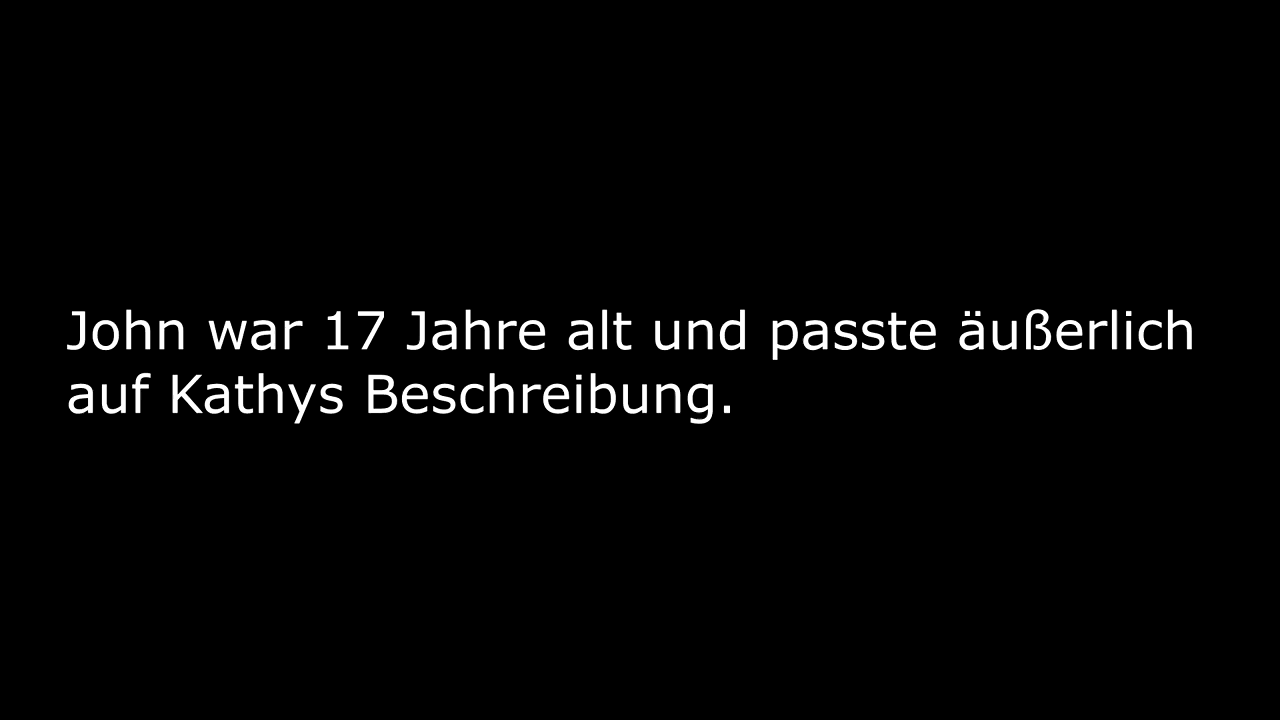 John war 17 Jahre alt und passte äußerlich
auf Kathys Beschreibung.